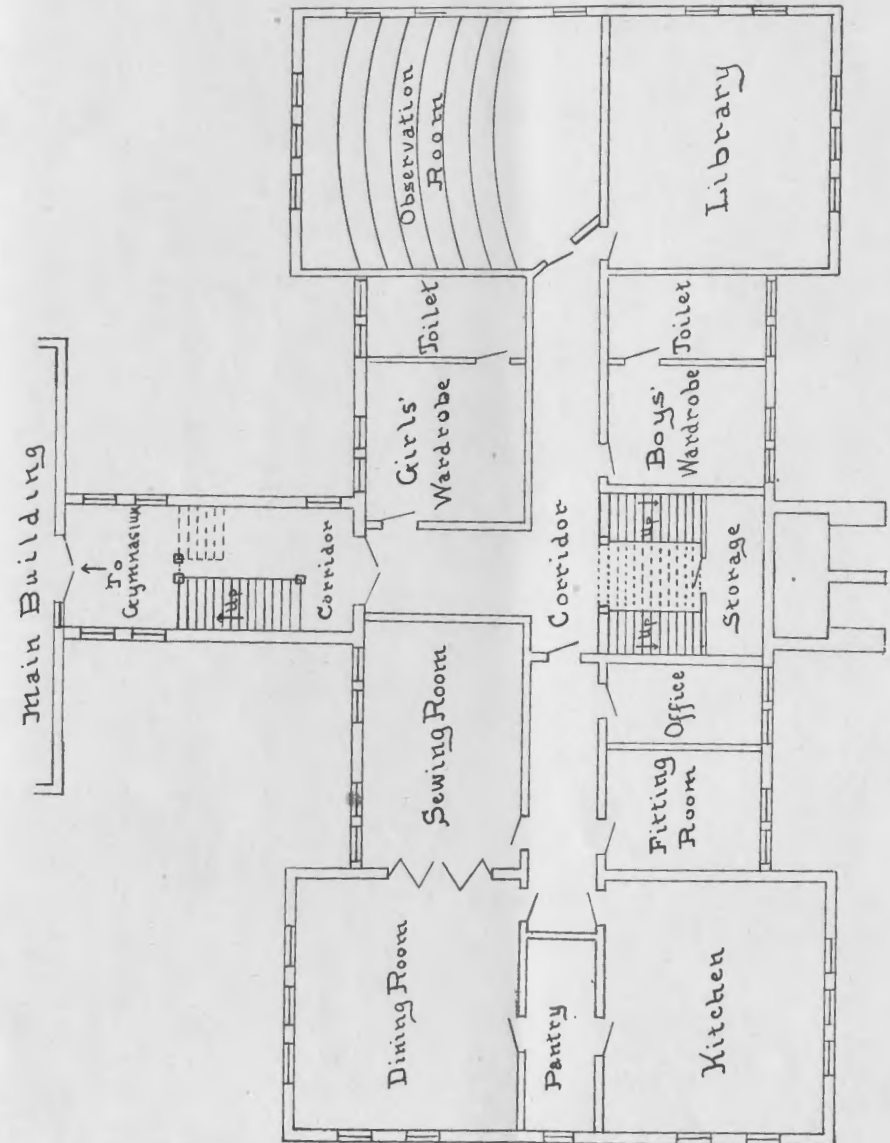 Main Building
To
Gymnasium
Up
Corridor
Observation
Room
Library
Toilet
Girls'
Wardrobe
Toilet
Boys'
Wardrobe
Corridor
Up
Up
Storage
Sewing Room
Office
Fitting
Room
Dining Room
Pantry
Kitchen